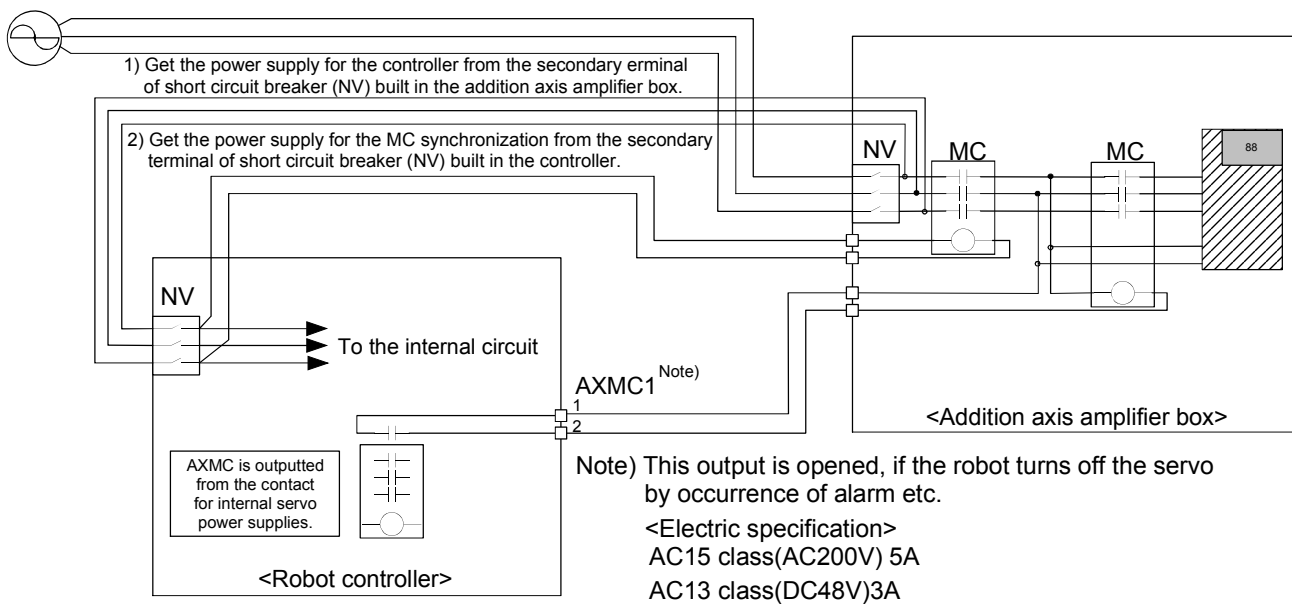 1) Get the power supply for the controller from the secondary erminal
of short circuit breaker (NV) built in the addition axis amplifier box.
2) Get the power supply for the MC synchronization from the secondary
terminal of short circuit breaker (NV) built in the controller.
NV
MC
MC
88
NV
To the internal circuit
AXMC1 Note)
1
2
<Addition axis amplifier box>
AXMC is outputted
from the contact
for internal servo
power supplies.
<Robot controller>
Note) This output is opened, if the robot turns off the servo
by occurrence of alarm etc.
<Electric specification>
AC15 class(AC200V) 5A
AC13 class(DC48V)3A